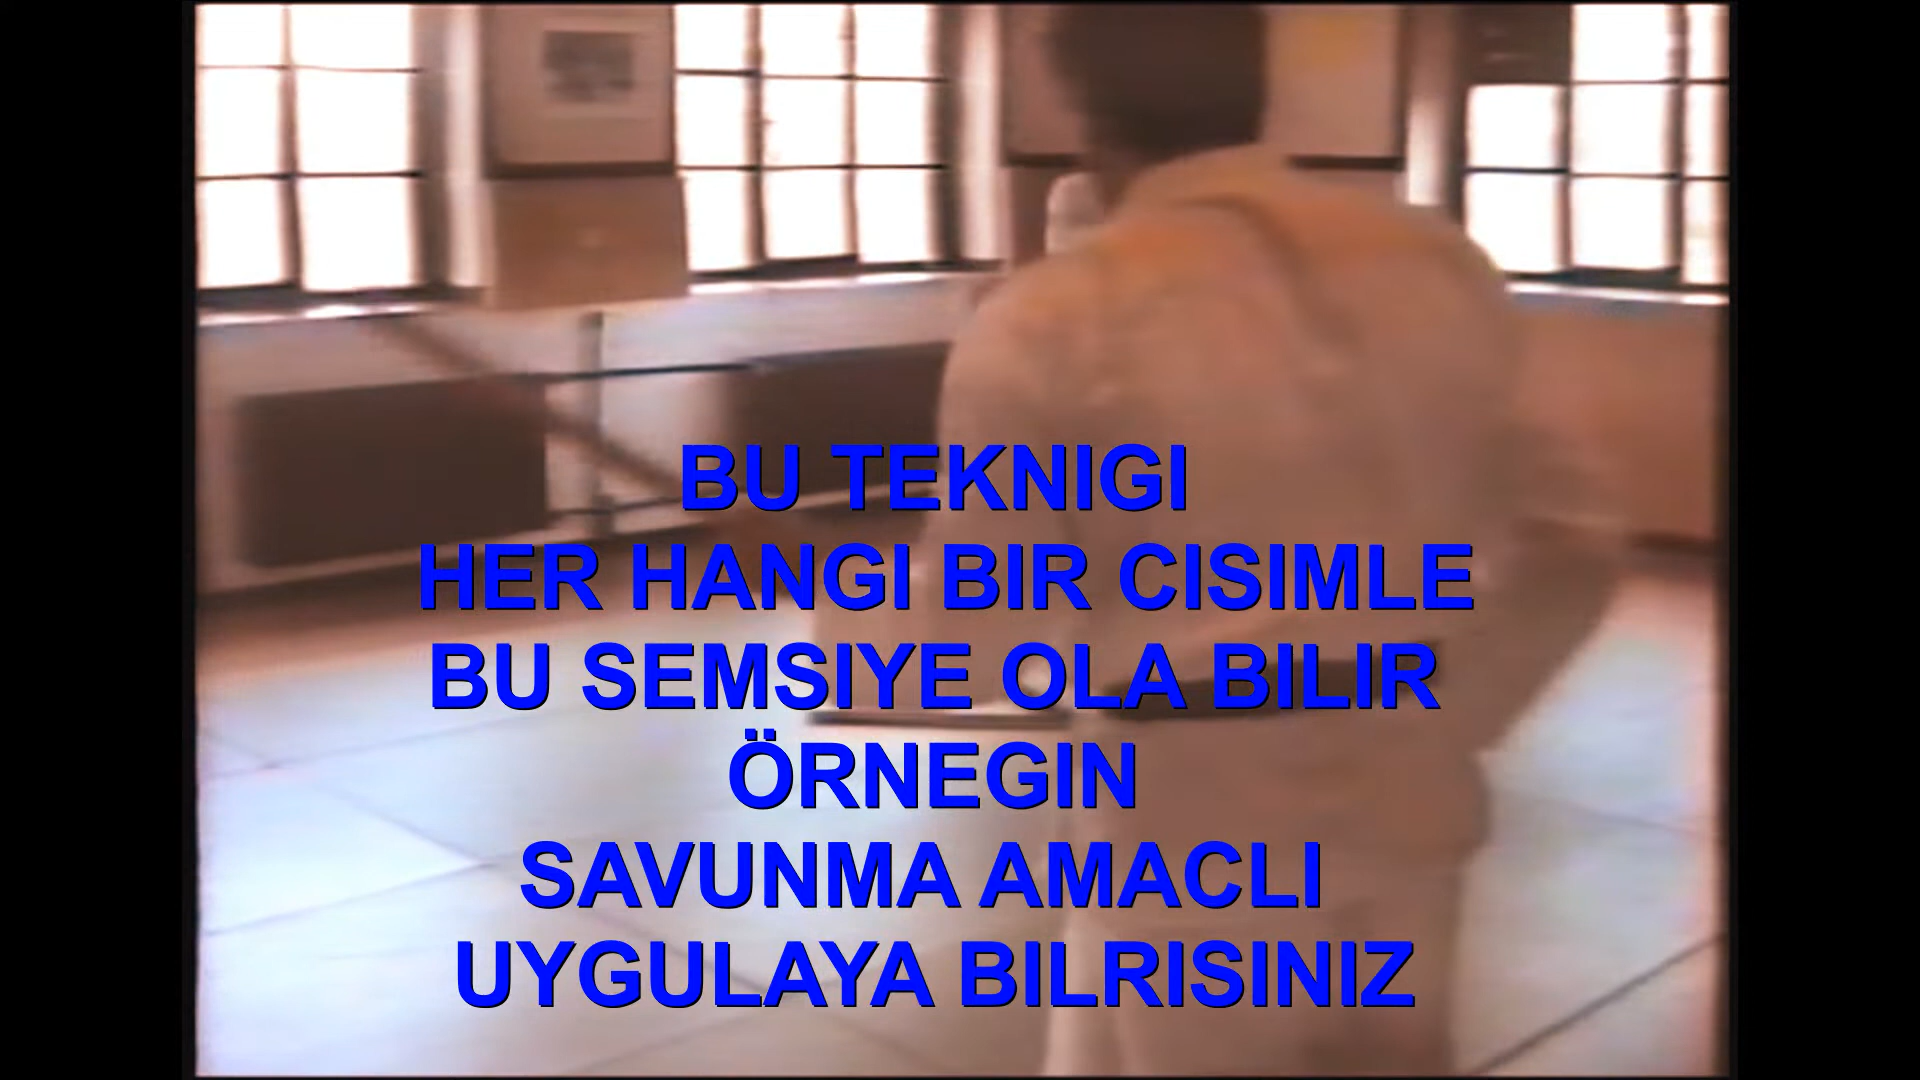 BU TEKNIGI
HER HANGI BIR CISIMLE
BU SEMSIYE OLA BILIR
ÖRNEGIN
SAVUNMA AMACLI
UYGULAYA BILRISINIZ